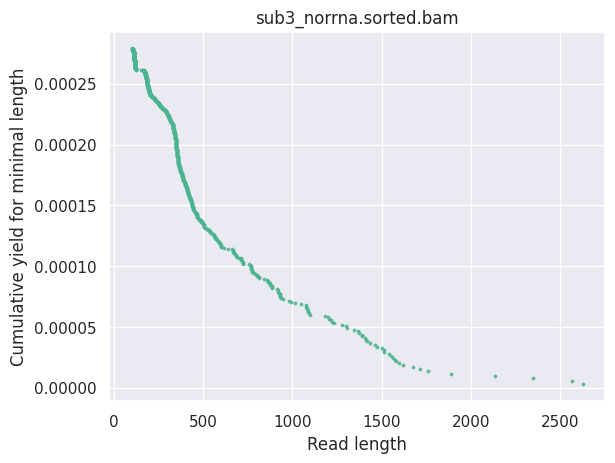 sub3_norrna.sorted.bam
Cumulative yield for minimal length
0.00025
0.00020
0.00015
0.00010
0.00005
0.00000
0 500 1000 1500 2000 2500
Read length